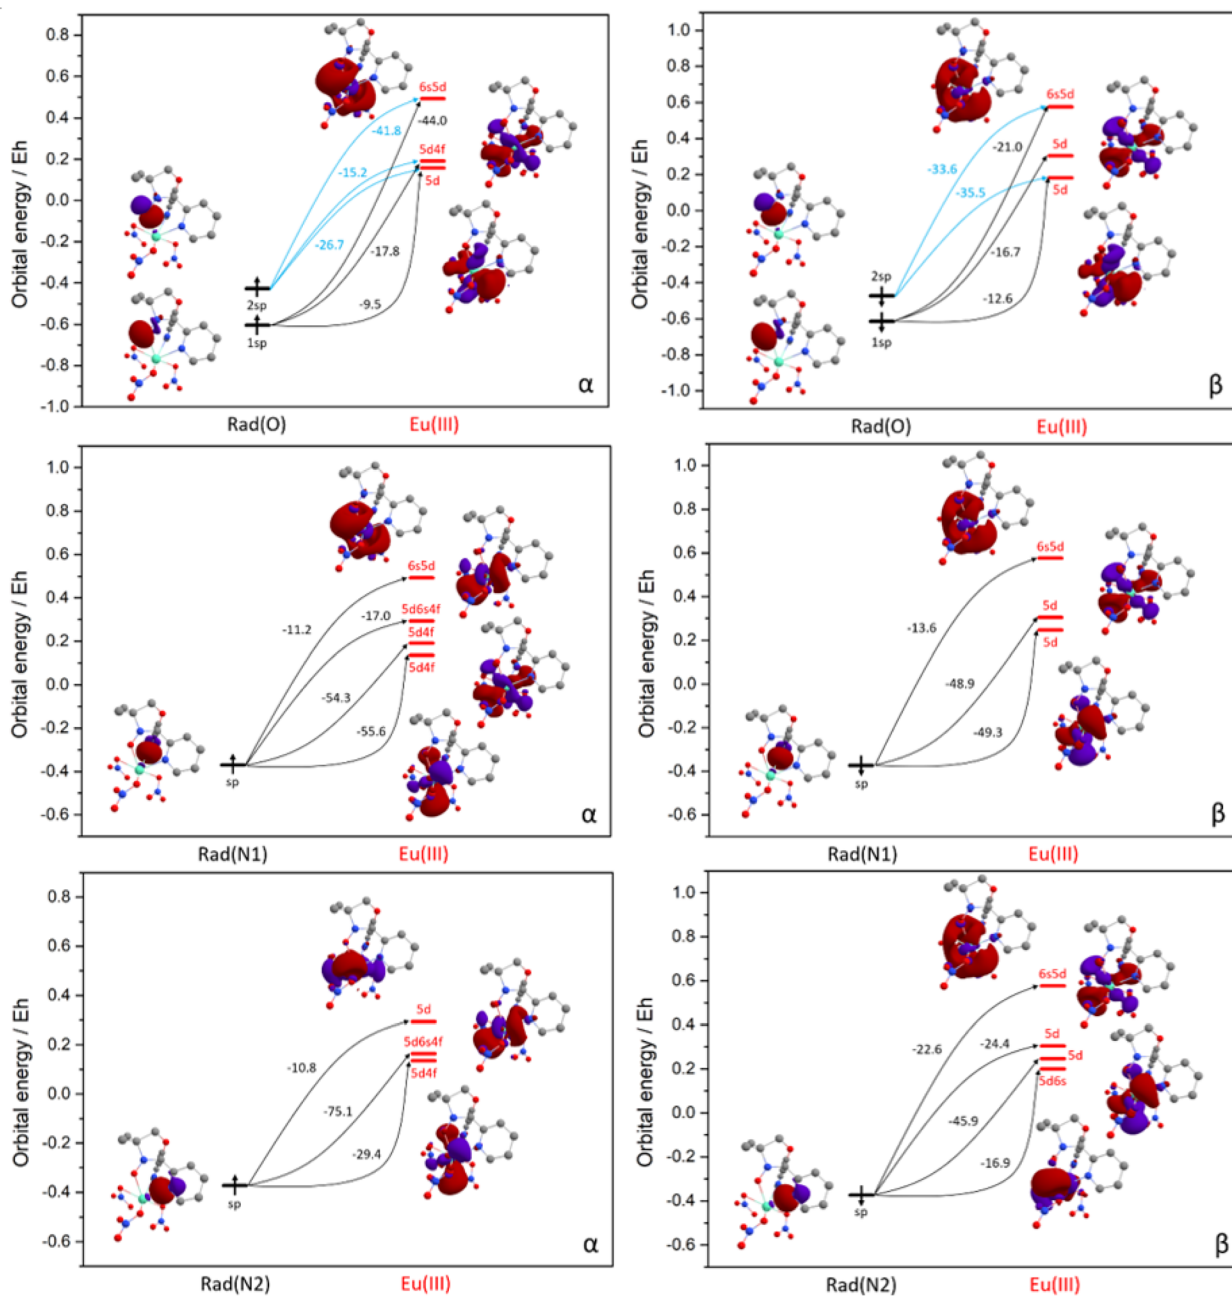 Orbital energy / Eh
0.8
0.6
0.4
0.2
0.0
-0.2
-0.4
-0.6
-0.8
-1.0
6s5d
5d4f
5d
-41.8
-44.0
-15.2
-26.7
-17.8
-9.5
2sp
1sp
α
Rad(O) Eu(III)
Orbital energy / Eh
1.0
0.8
0.6
0.4
0.2
0.0
-0.2
-0.4
-0.6
-0.8
-1.0
6s5d
5d
5d
-33.6
-21.0
-35.5
-16.7
-12.6
2sp
1sp
β
Rad(O) Eu(III)
Orbital energy / Eh
1.0
0.8
0.6
0.4
0.2
0.0
-0.2
-0.4
-0.6
6s5d
5d6s4f
5d4f
5d4f
-11.2
-17.0
-54.3
-55.6
sp
α
Rad(N1) Eu(III)
Orbital energy / Eh
1.0
0.8
0.6
0.4
0.2
0.0
-0.2
-0.4
-0.6
6s5d
5d
5d
-13.6
-48.9
-49.3
sp
β
Rad(N1) Eu(III)
Orbital energy / Eh
0.8
0.6
0.4
0.2
0.0
-0.2
-0.4
-0.6
5d
5d6s4f
5d4f
-10.8
-75.1
-29.4
sp
α
Rad(N2) Eu(III)
Orbital energy / Eh
1.0
0.8
0.6
0.4
0.2
0.0
-0.2
-0.4
-0.6
6s5d
5d
5d
5d6s
-22.6
-24.4
-45.9
-16.9
sp
β
Rad(N2) Eu(III)